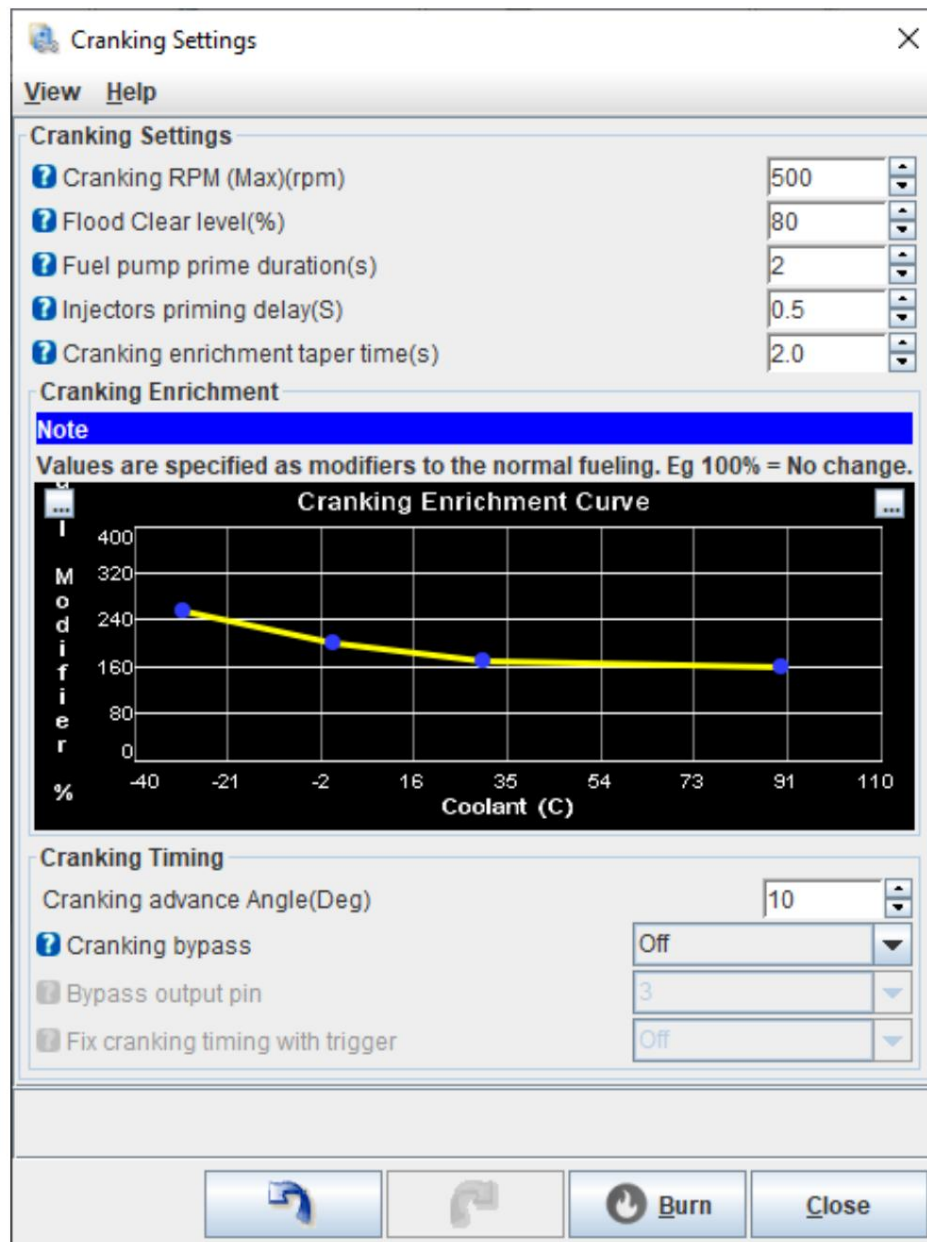 Cranking Settings
View Help
Cranking Settings
Cranking RPM (Max)(rpm) 500
Flood Clear level(%) 80
Fuel pump prime duration(s) 2
Injectors priming delay(S) 0.5
Cranking enrichment taper time(s) 2.0
Cranking Enrichment
Note
Values are specified as modifiers to the normal fueling. Eg 100% = No change.
Cranking Enrichment Curve
Modifier %
400
320
240
160
80
0
-40 -21 -2 16 35 54 73 91 110
Coolant (C)
Cranking Timing
Cranking advance Angle(Deg) 10
Cranking bypass Off
Bypass output pin 3
Fix cranking timing with trigger Off
Burn Close